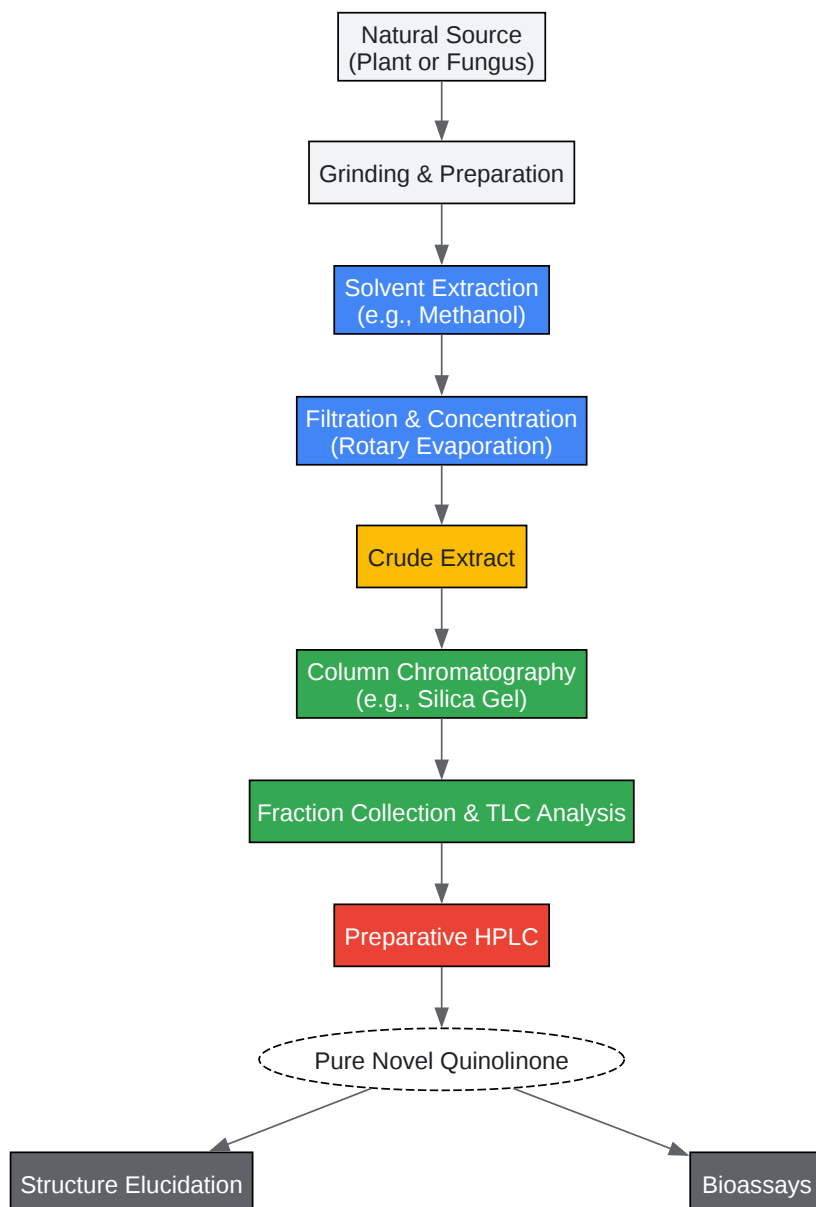 Natural Source
(Plant or Fungus)
Grinding & Preparation
Solvent Extraction
(e.g., Methanol)
Filtration & Concentration
(Rotary Evaporation)
Crude Extract
Column Chromatography
(e.g., Silica Gel)
Fraction Collection & TLC Analysis
Preparative HPLC
Pure Novel Quinolinone
Structure Elucidation
Bioassays